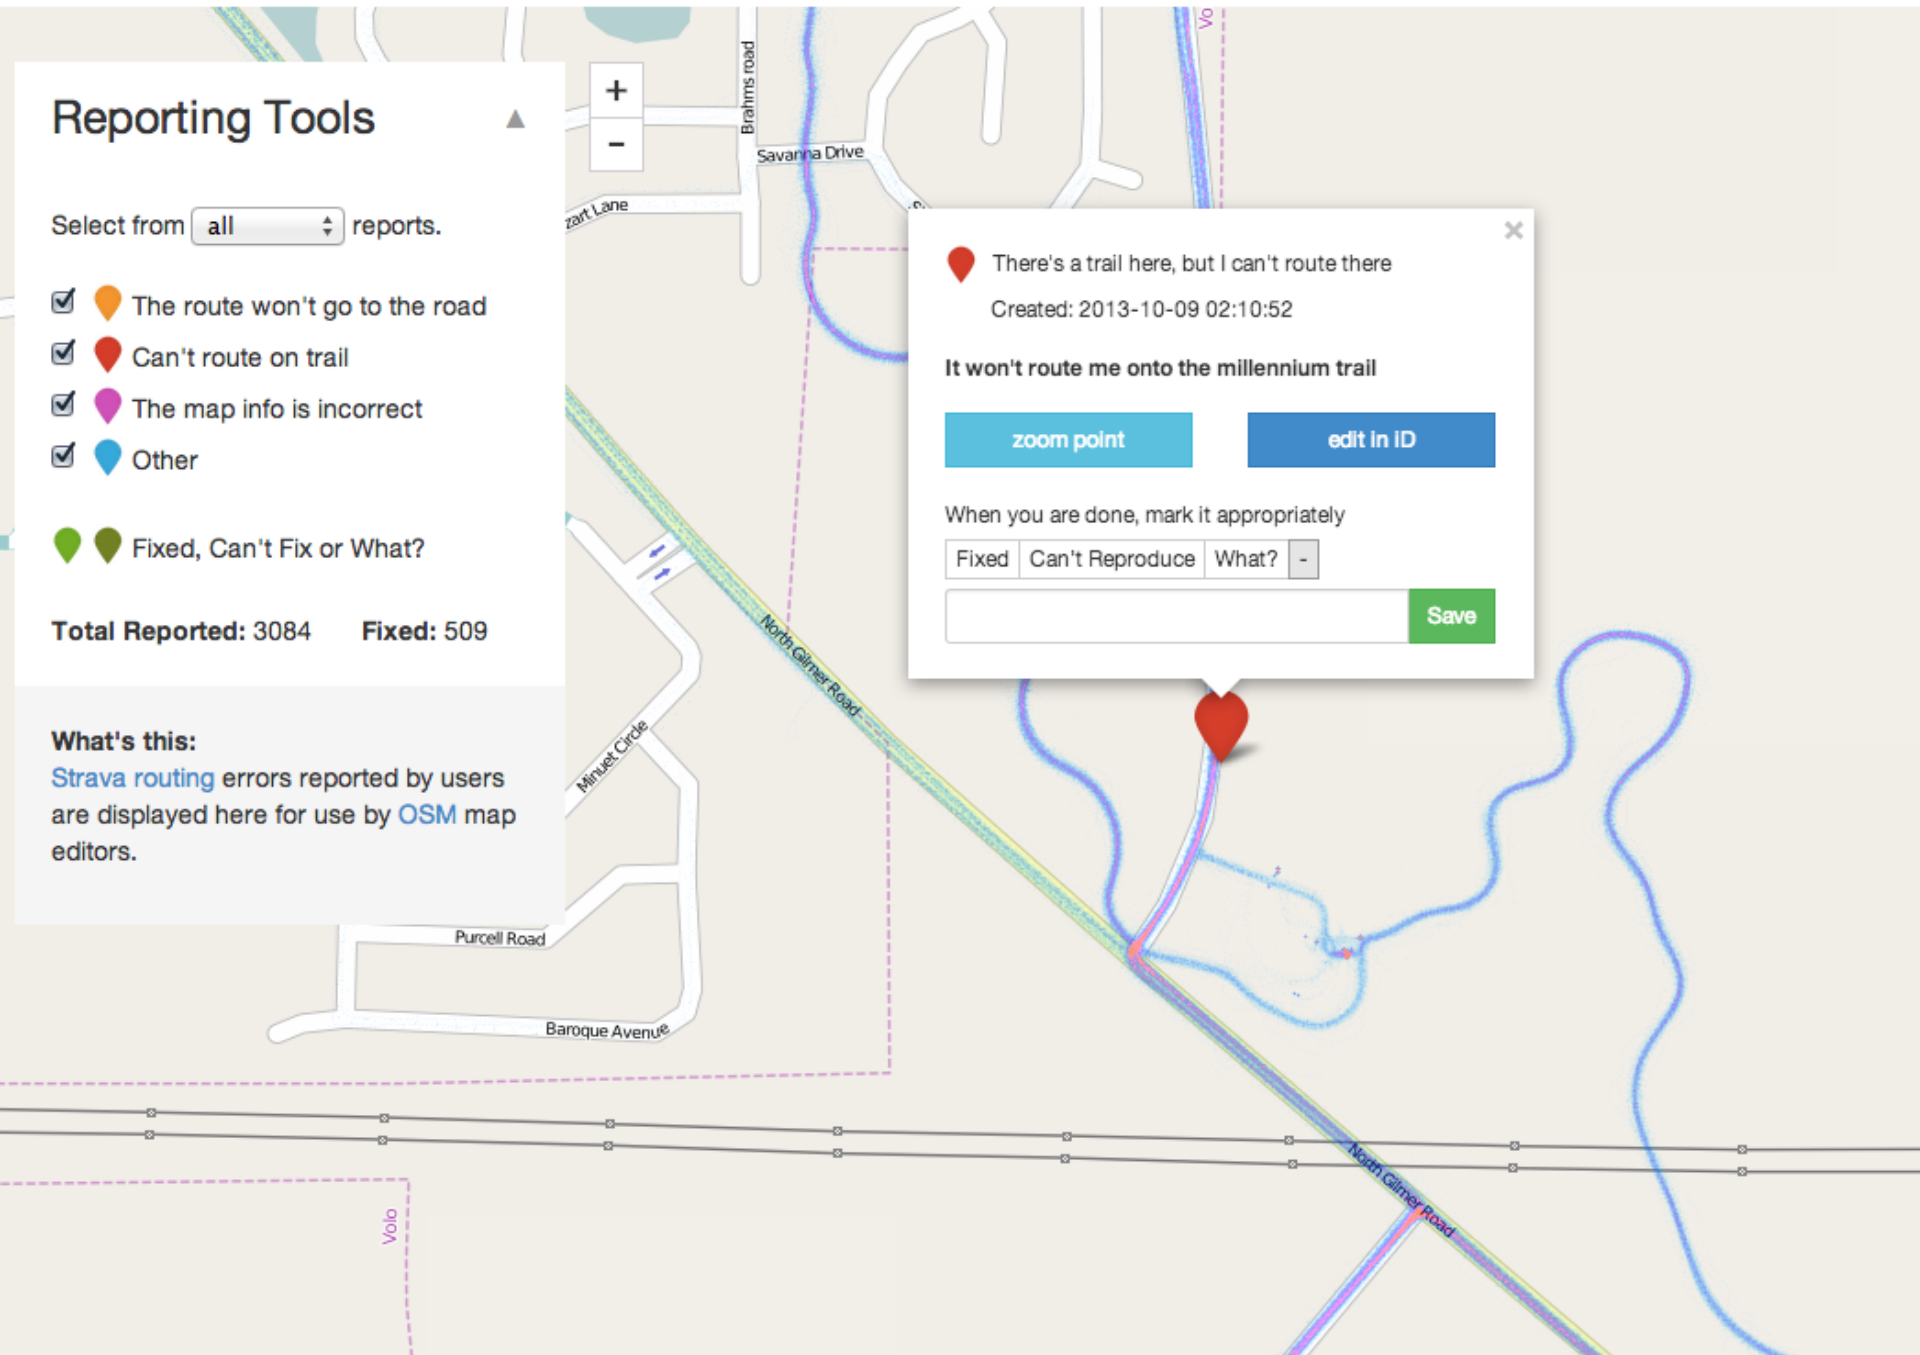 Reporting Tools
Select from all reports.
The route won't go to the road
Can't route on trail
The map info is incorrect
Other
Fixed, Can't Fix or What?
Total Reported: 3084 Fixed: 509
What's this:
Strava routing errors reported by users
are displayed here for use by OSM map
editors.
+
-
Brahms road
Savanna Drive
zart Lane
Vo
There's a trail here, but I can't route there
Created: 2013-10-09 02:10:52
It won't route me onto the millennium trail
zoom point
edit in iD
When you are done, mark it appropriately
Fixed Can't Reproduce What? -
Save
North Gilmer Road
Minuet Circle
Purcell Road
Baroque Avenue
North Gilmer Road
Volo